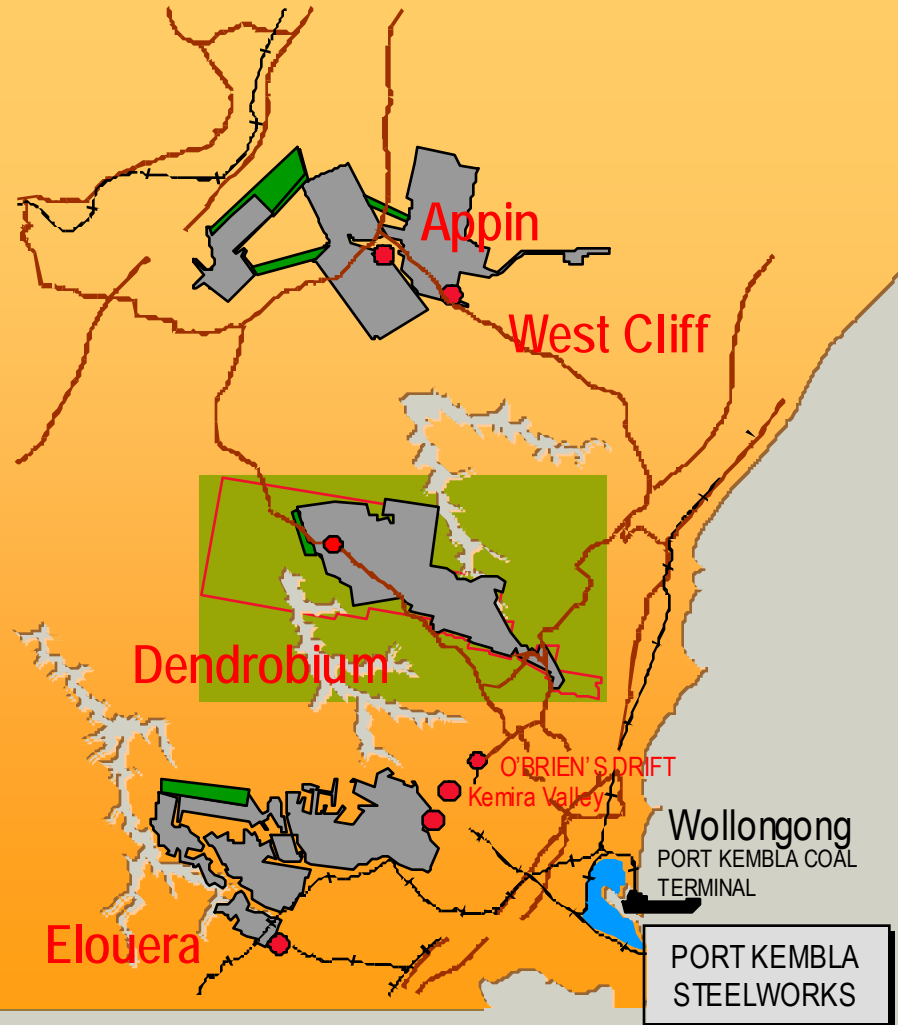 Appin
West Cliff
Dendrobium
O'BRIEN'S DRIFT
Kemira Valley
Wollongong
PORT KEMBLA COAL
TERMINAL
Elouera
PORT KEMBLA
STEELWORKS